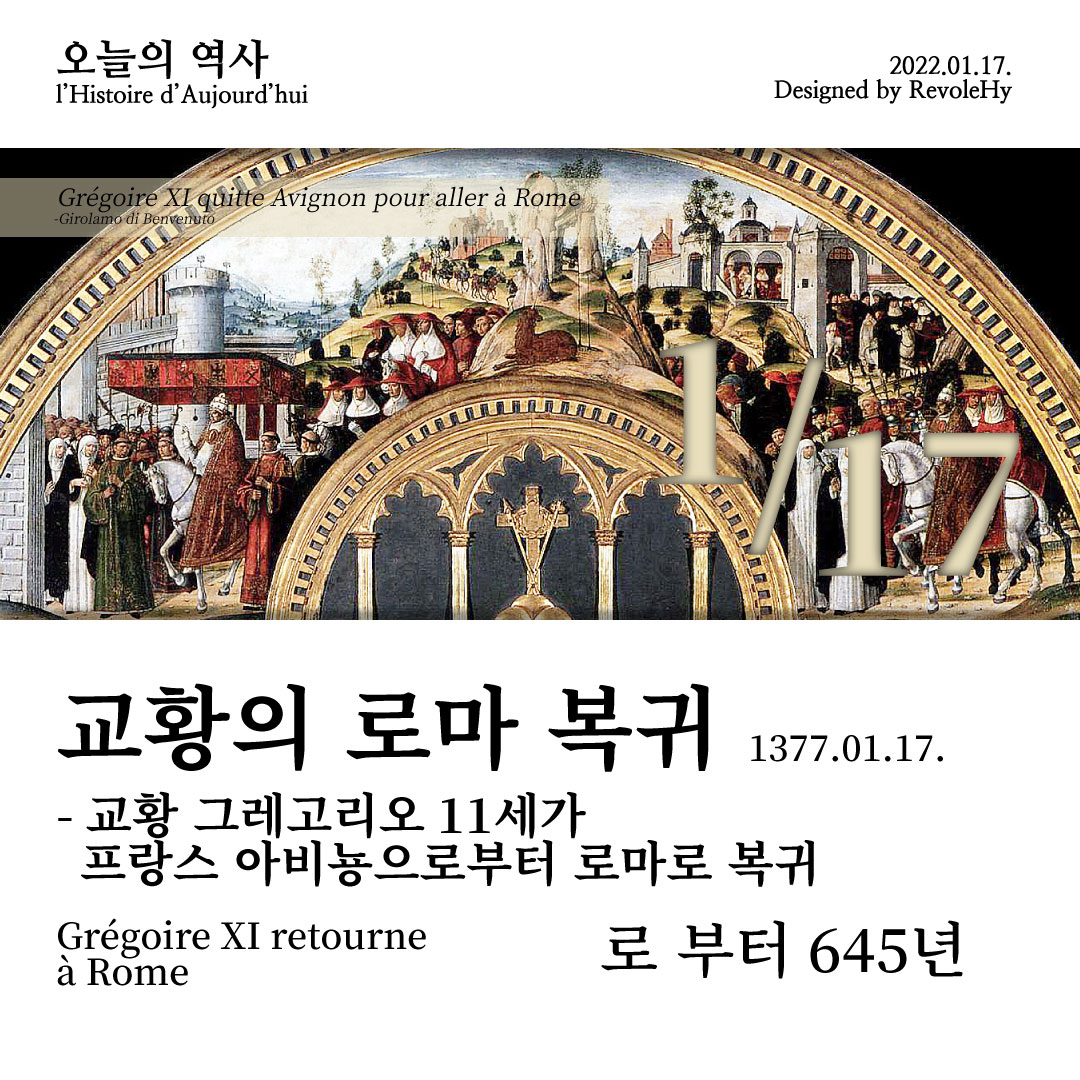 오늘의 역사
l'Histoire d'Aujourd'hui
2022.01.17.
Designed by RevoleHy
Grégoire XI quitte Avignon pour aller à Rome
-Girolamo di Benvenuto
1/17
교황의 로마 복귀 1377.01.17.
- 교황 그레고리오 11세가
프랑스 아비뇽으로부터 로마로 복귀
Grégoire XI retourne
à Rome
로 부터 645년